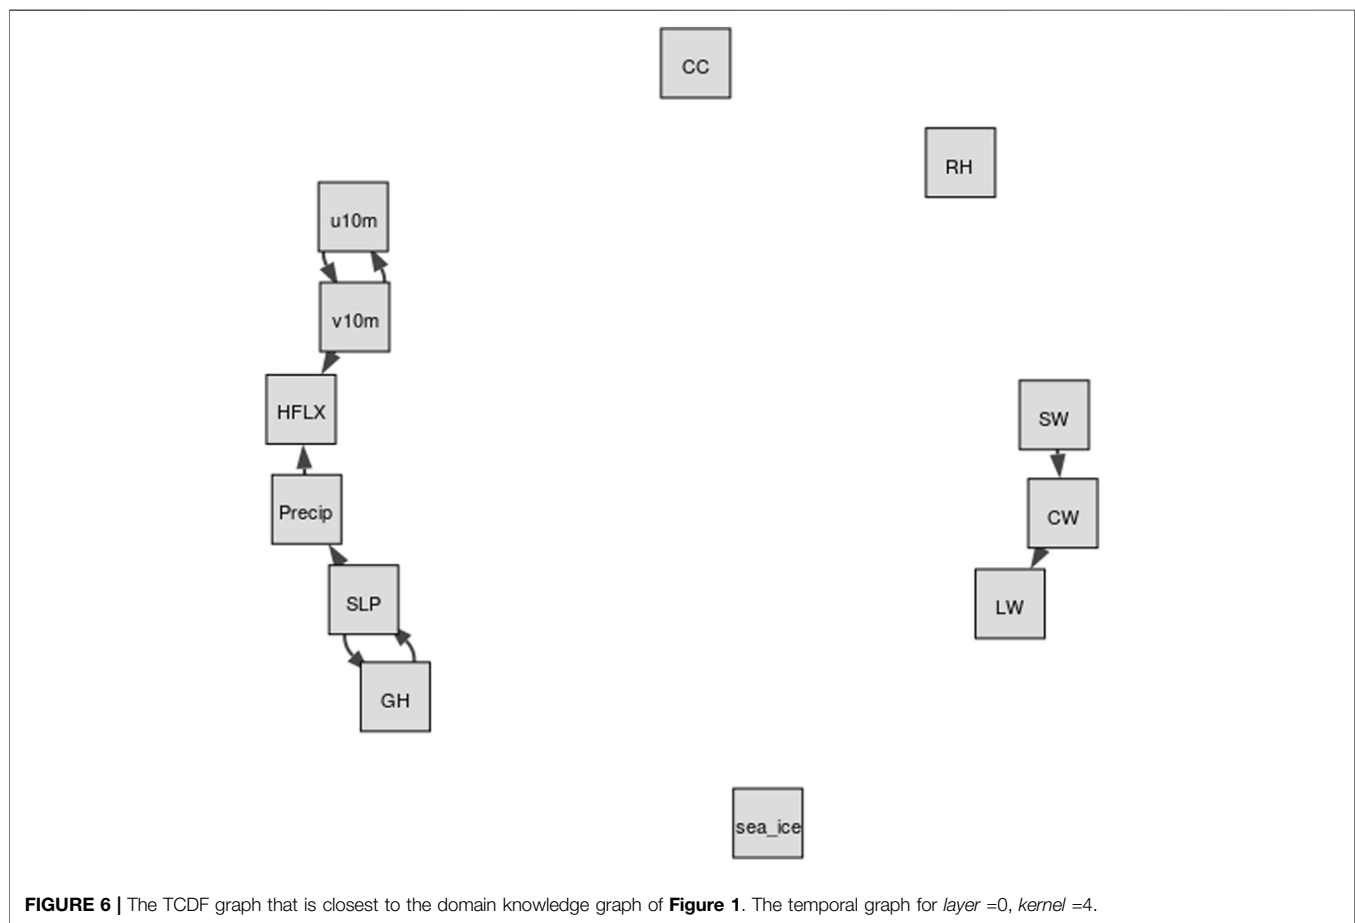 CC
RH
u10m
v10m
HFLX
SW
Precip
CW
SLP
LW
GH
sea_ice
FIGURE 6 | The TCDF graph that is closest to the domain knowledge graph of Figure 1. The temporal graph for layer =0, kernel =4.